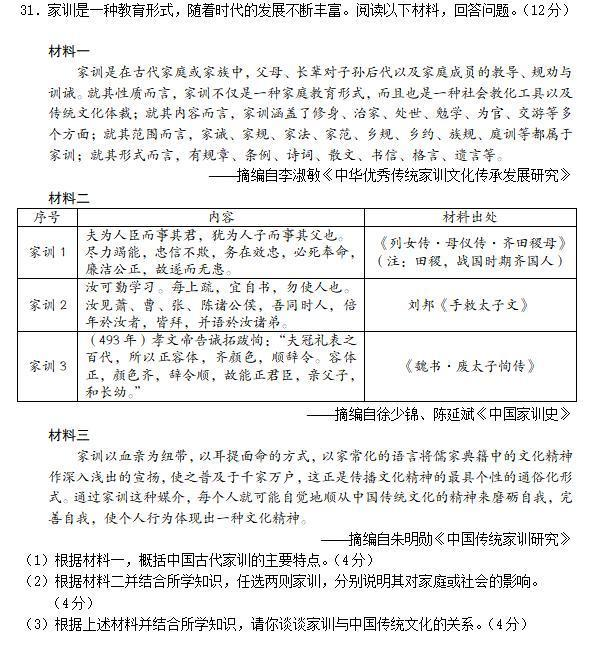 31. 家训是一种教育形式，随着时代的发展不断丰富。阅读以下材料，回答问题。(12分)
材料一
家训是在古代家庭或家族中，父母、长辈对子孙后代以及家庭成员的教导、规劝与
训诫。就其性质而言，家训不仅是一种家庭教育形式，而且也是一种社会教化工具以及
传统文化体裁；就其内容而言，家训涵盖了修身、治家、处世、勉学、为官、交游等多
个方面；就其范围而言，家诫、家规、家法、家范、乡规、乡约、族规、庭训等都属于
家训；就其形式而言，有规章、条例、诗词、散文、书信、格言、遗言等。
——摘编自李淑敏《中华优秀传统家训文化传承发展研究》
材料二
序号 内容 材料出处
家训1
夫为人臣而事其君，犹为人子而事其父也。
尽力竭能，忠信不欺，务在效忠，必死奉命，
廉洁公正，故遂而无患。
《列女传·母仪传·齐田稷母》
（注：田稷，战国时期齐国人）
家训2
汝可勤学习。每上疏，宜自书，勿使人也。
汝见萧、曹、张、陈诸公侯，吾同时人，倍
年於汝者，皆拜，并语於汝诸弟。
刘邦《手敕太子文》
家训3
（493年）孝文帝告诫拓跋恂：“夫冠礼表之
百代，所以正容体，齐颜色，顺辞令。容体
正，颜色齐，辞令顺，故能正君臣，亲父子，
和长幼。”
《魏书·废太子恂传》
——摘编自徐少锦、陈延斌《中国家训史》
材料三
家训以血亲为纽带，以耳提面命的方式，以家常化的语言将儒家典籍中的文化精神
作深入浅出的宣扬，使之普及于千家万户，这正是传播文化精神的最具个性的通俗化形
式。通过家训这种媒介，每个人就可能自觉地顺从中国传统文化的精神来磨砺自我，完
善自我，使个人行为体现出一种文化精神。
——摘编自朱明勋《中国传统家训研究》
(1)根据材料一，概括中国古代家训的主要特点。(4分)
(2)根据材料二并结合所学知识，任选两则家训，分别说明其对家庭或社会的影响。
(4分)
(3)根据上述材料并结合所学知识，请你谈谈家训与中国传统文化的关系。(4分)